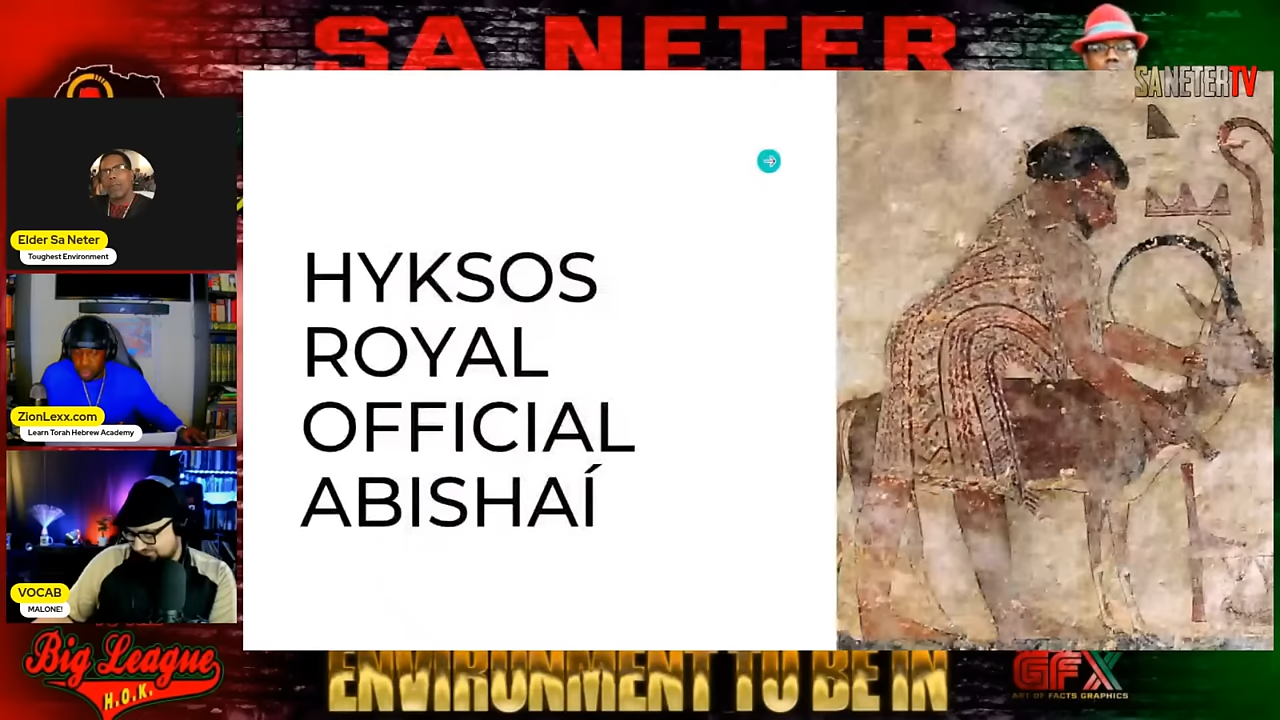 SA NETER
SANETERTV
Elder Sa Neter
Toughest Environment
ZionLexx.com
Learn Torah Hebrew Academy
VOCAB
MALONE!
HYKSOS
ROYAL
OFFICIAL
ABISHAÍ
Big League
H.O.K.
ENVIRONMENT TO BE IN
GFX
ART OF FACTS GRAPHICS